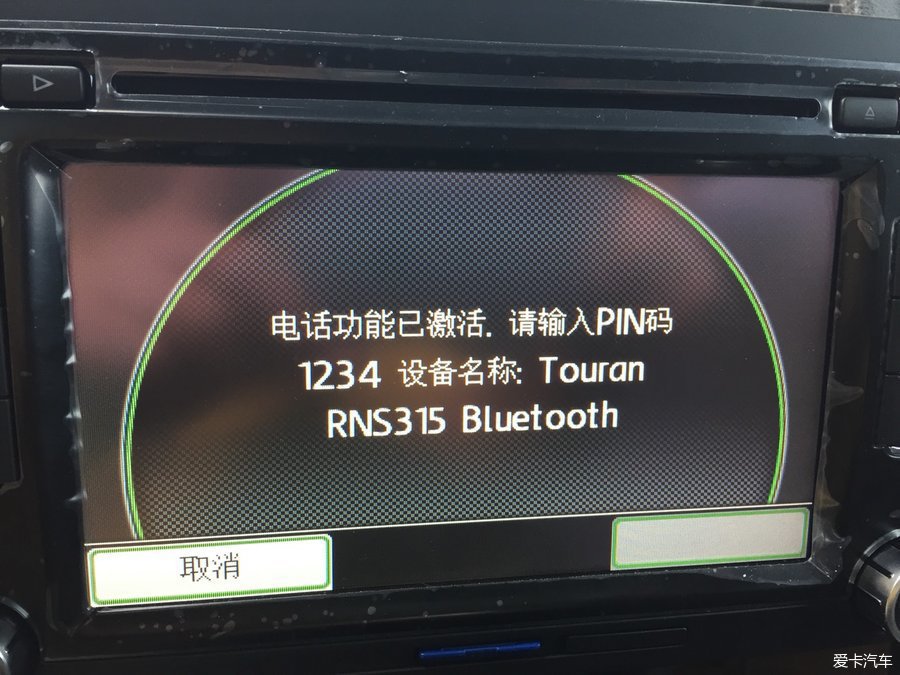 电话功能已激活. 请输入PIN码
1234 设备名称: Touran
RNS315 Bluetooth
取消
爱卡汽车